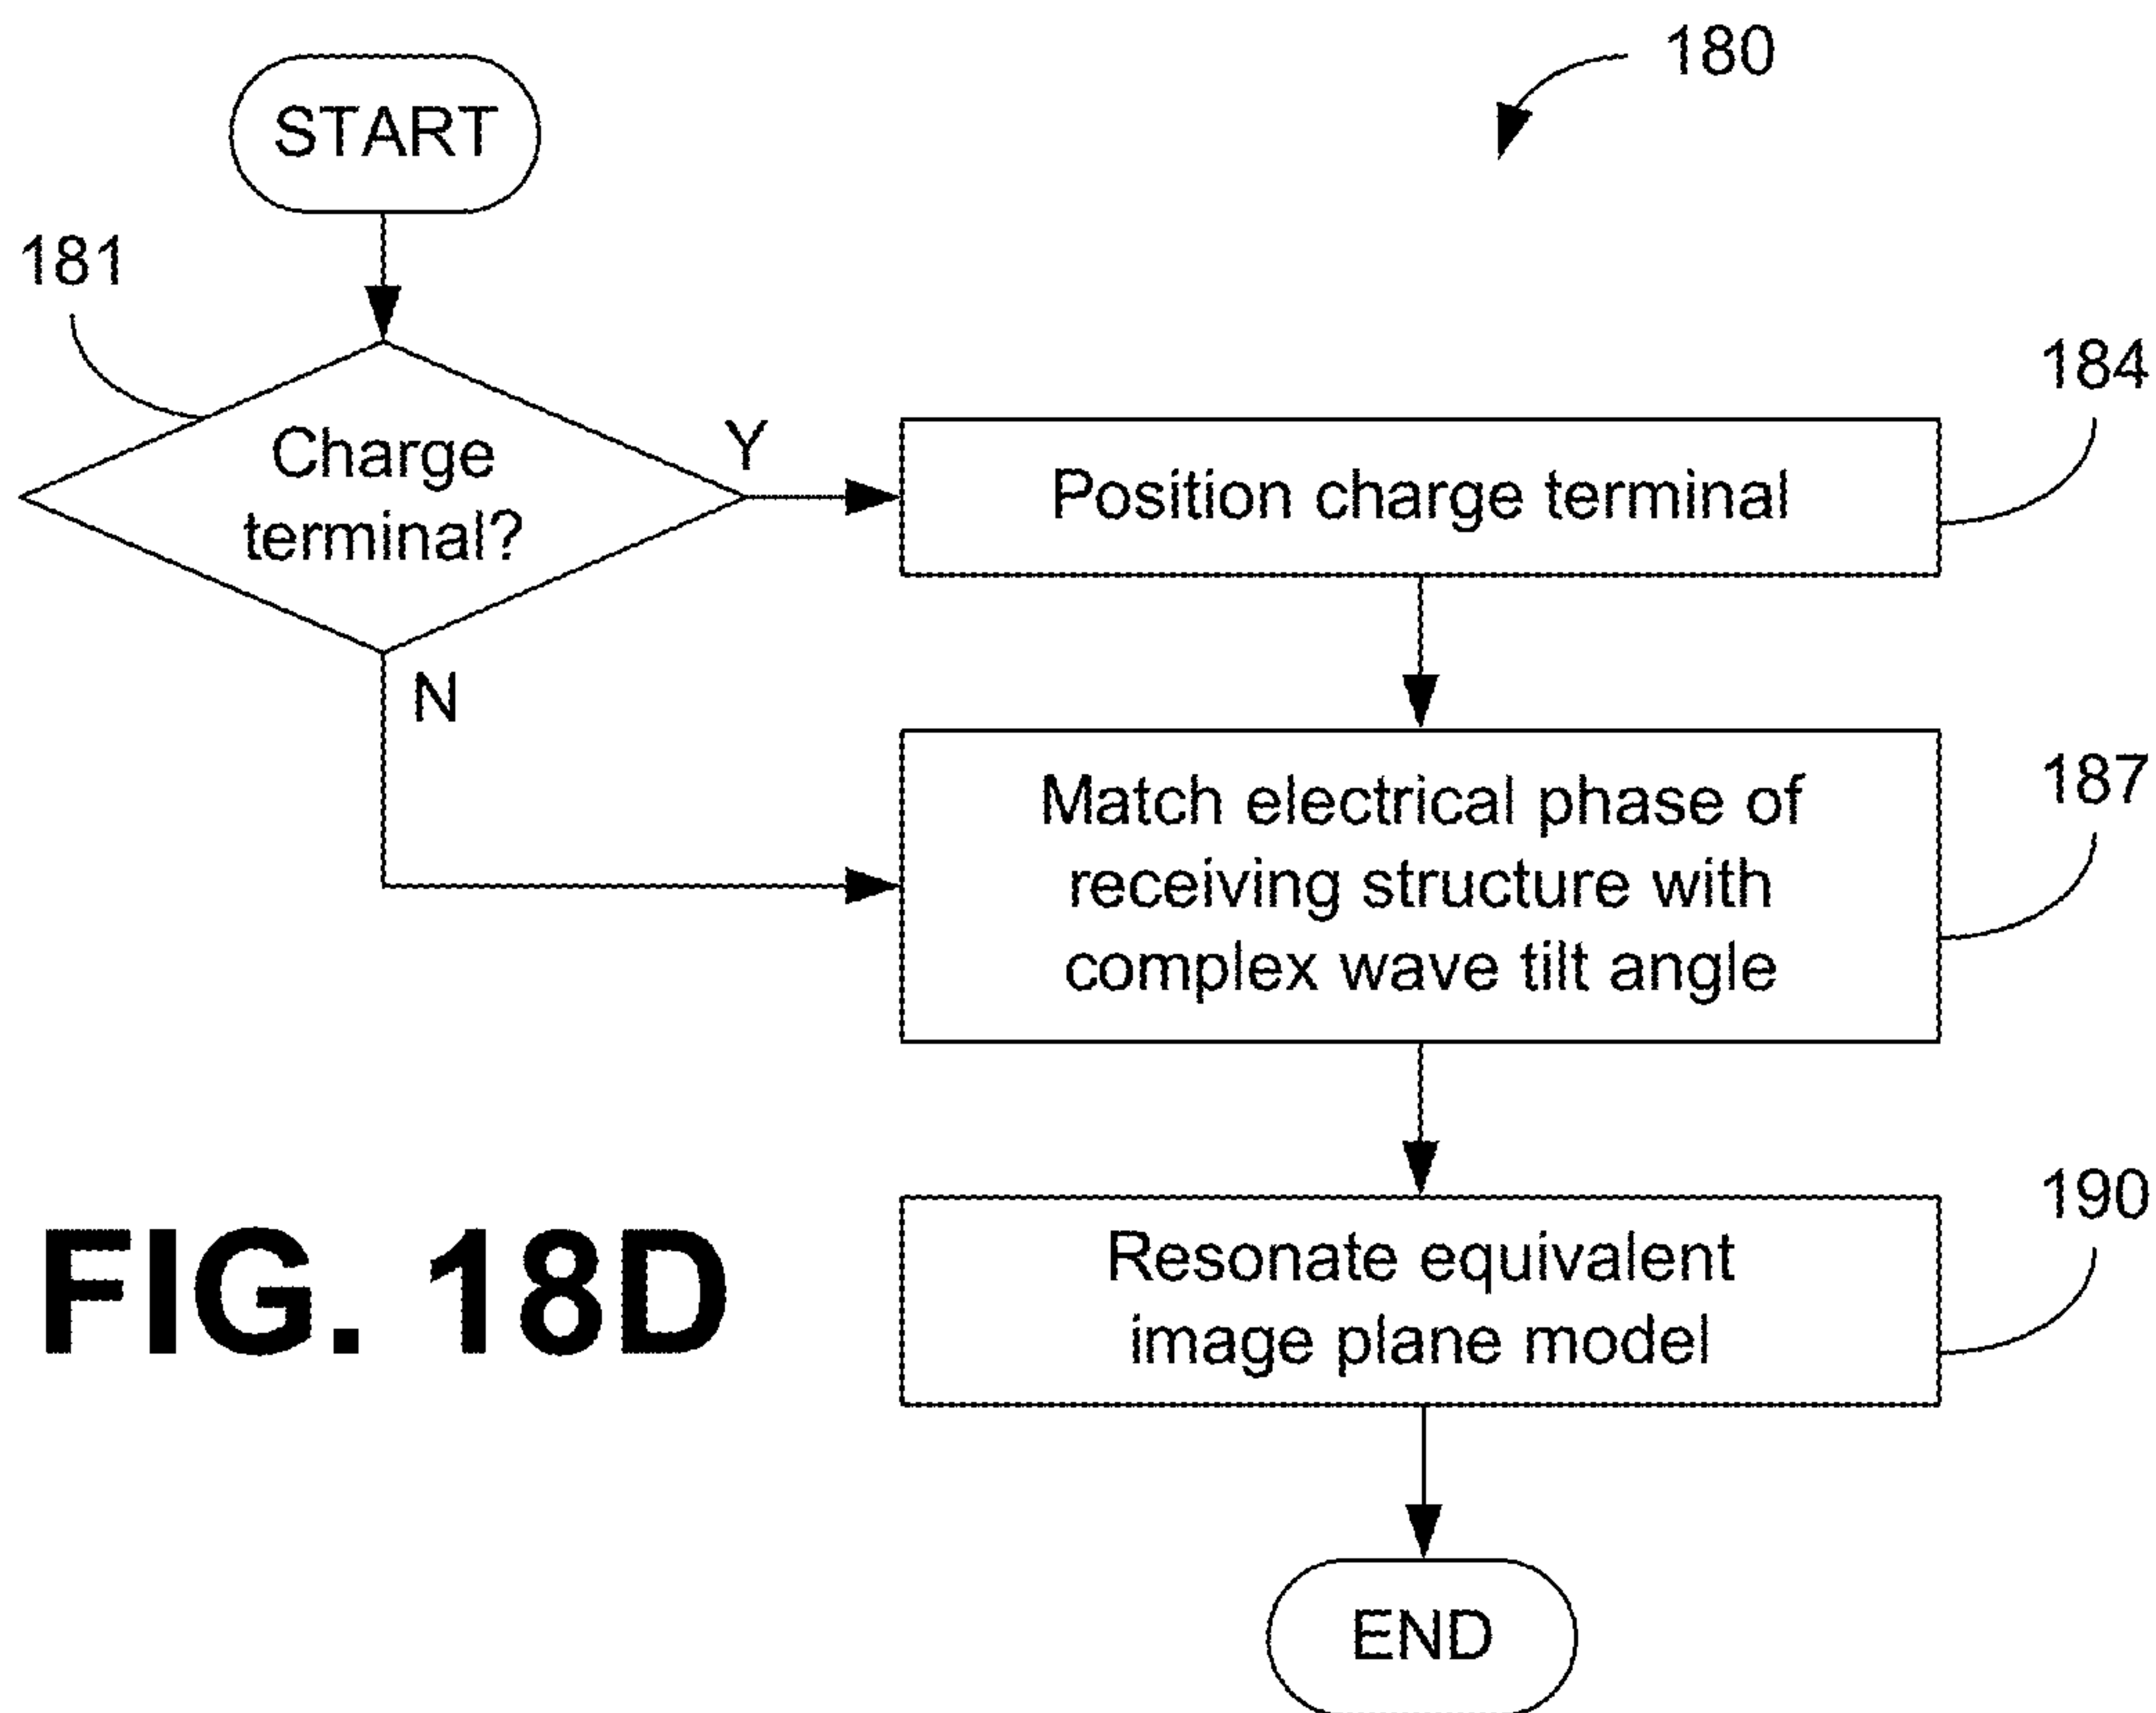 START
180
181
Charge
terminal?
Y
N
Position charge terminal
184
Match electrical phase of
receiving structure with
complex wave tilt angle
187
Resonate equivalent
image plane model
190
END
FIG. 18D